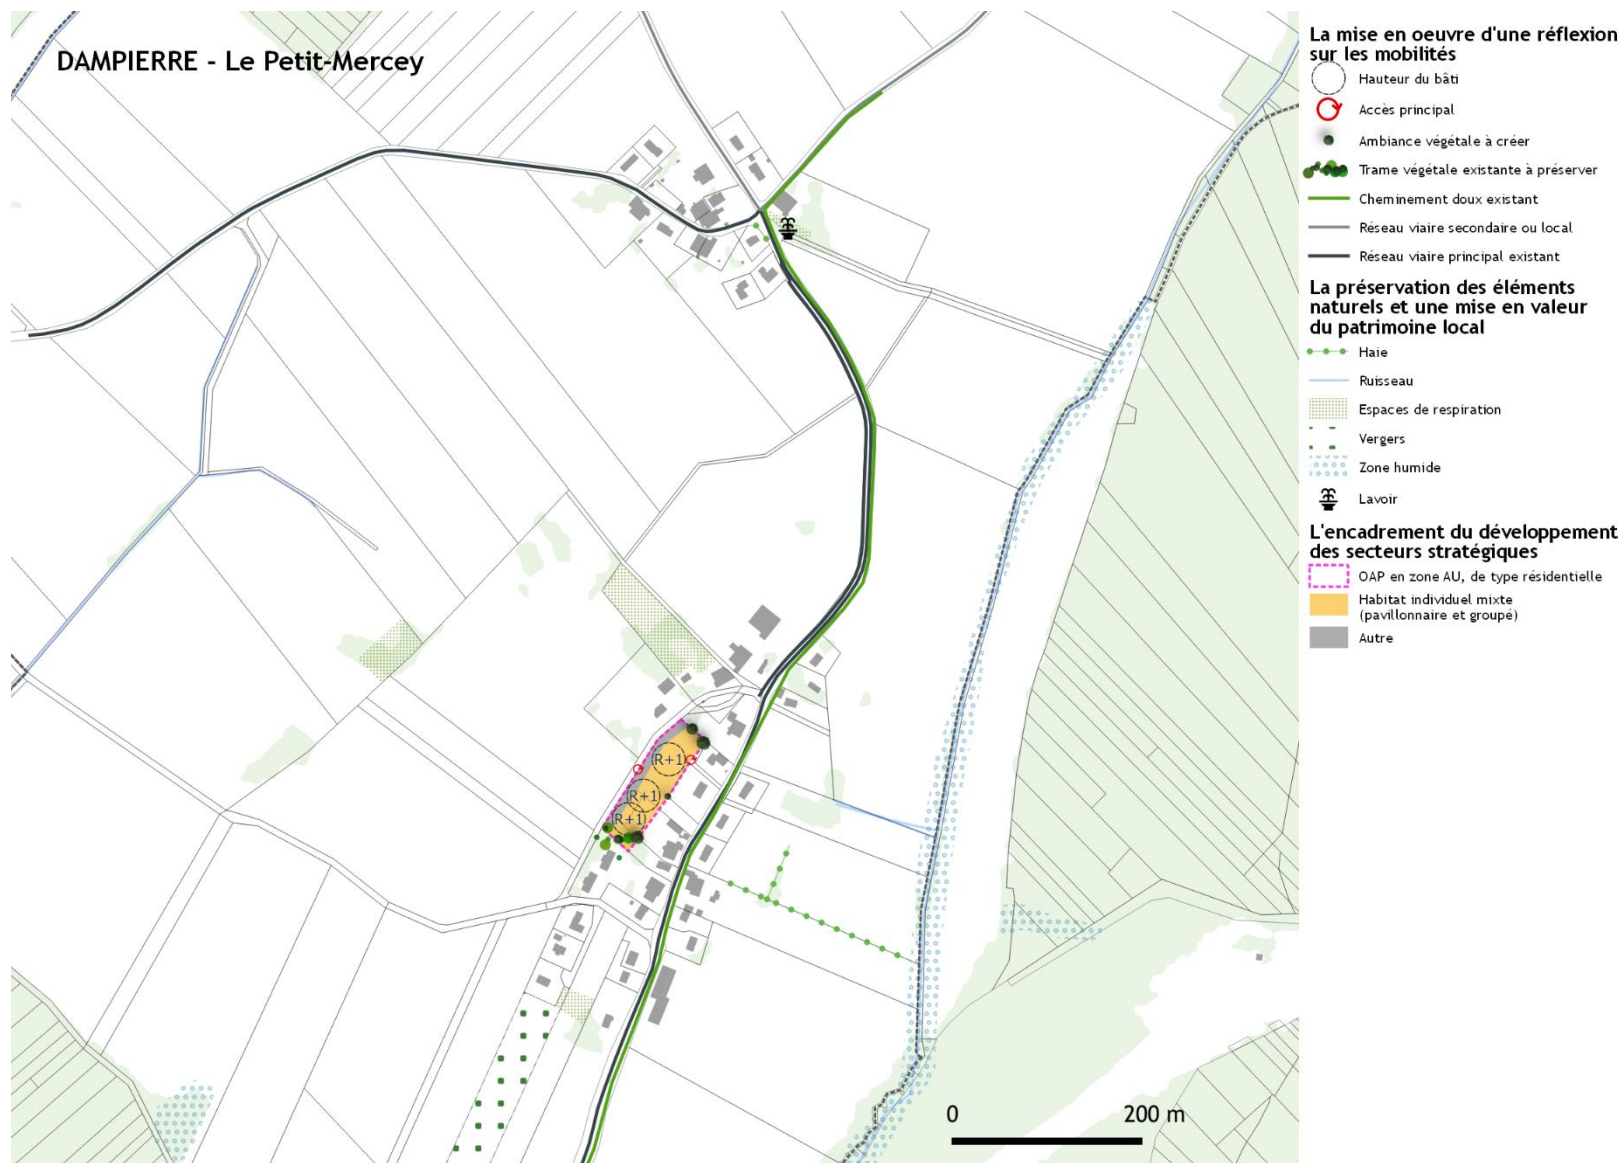 DAMPIERRE - Le Petit-Mercey
La mise en oeuvre d'une réflexion
sur les mobilités
Hauteur du bâti
Accès principal
Ambiance végétale à créer
Trame végétale existante à préserver
Cheminement doux existant
Réseau viaire secondaire ou local
Réseau viaire principal existant
La préservation des éléments
naturels et une mise en valeur
du patrimoine local
Haie
Ruisseau
Espaces de respiration
Vergers
Zone humide
Lavoir
L'encadrement du développement
des secteurs stratégiques
OAP en zone AU, de type résidentielle
Habitat individuel mixte
(pavillonnaire et groupé)
Autre
R+1
R+1
R+1
0 200 m